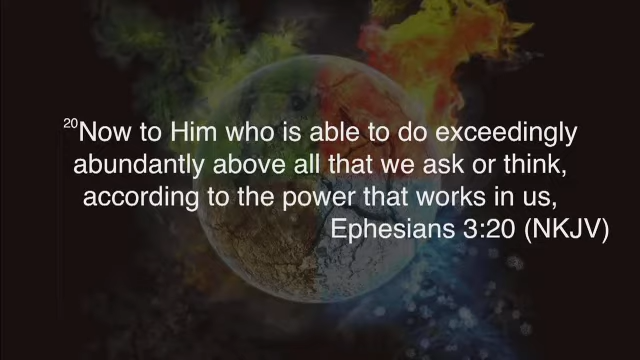 20Now to Him who is able to do exceedingly
abundantly above all that we ask or think,
according to the power that works in us,
Ephesians 3:20 (NKJV)